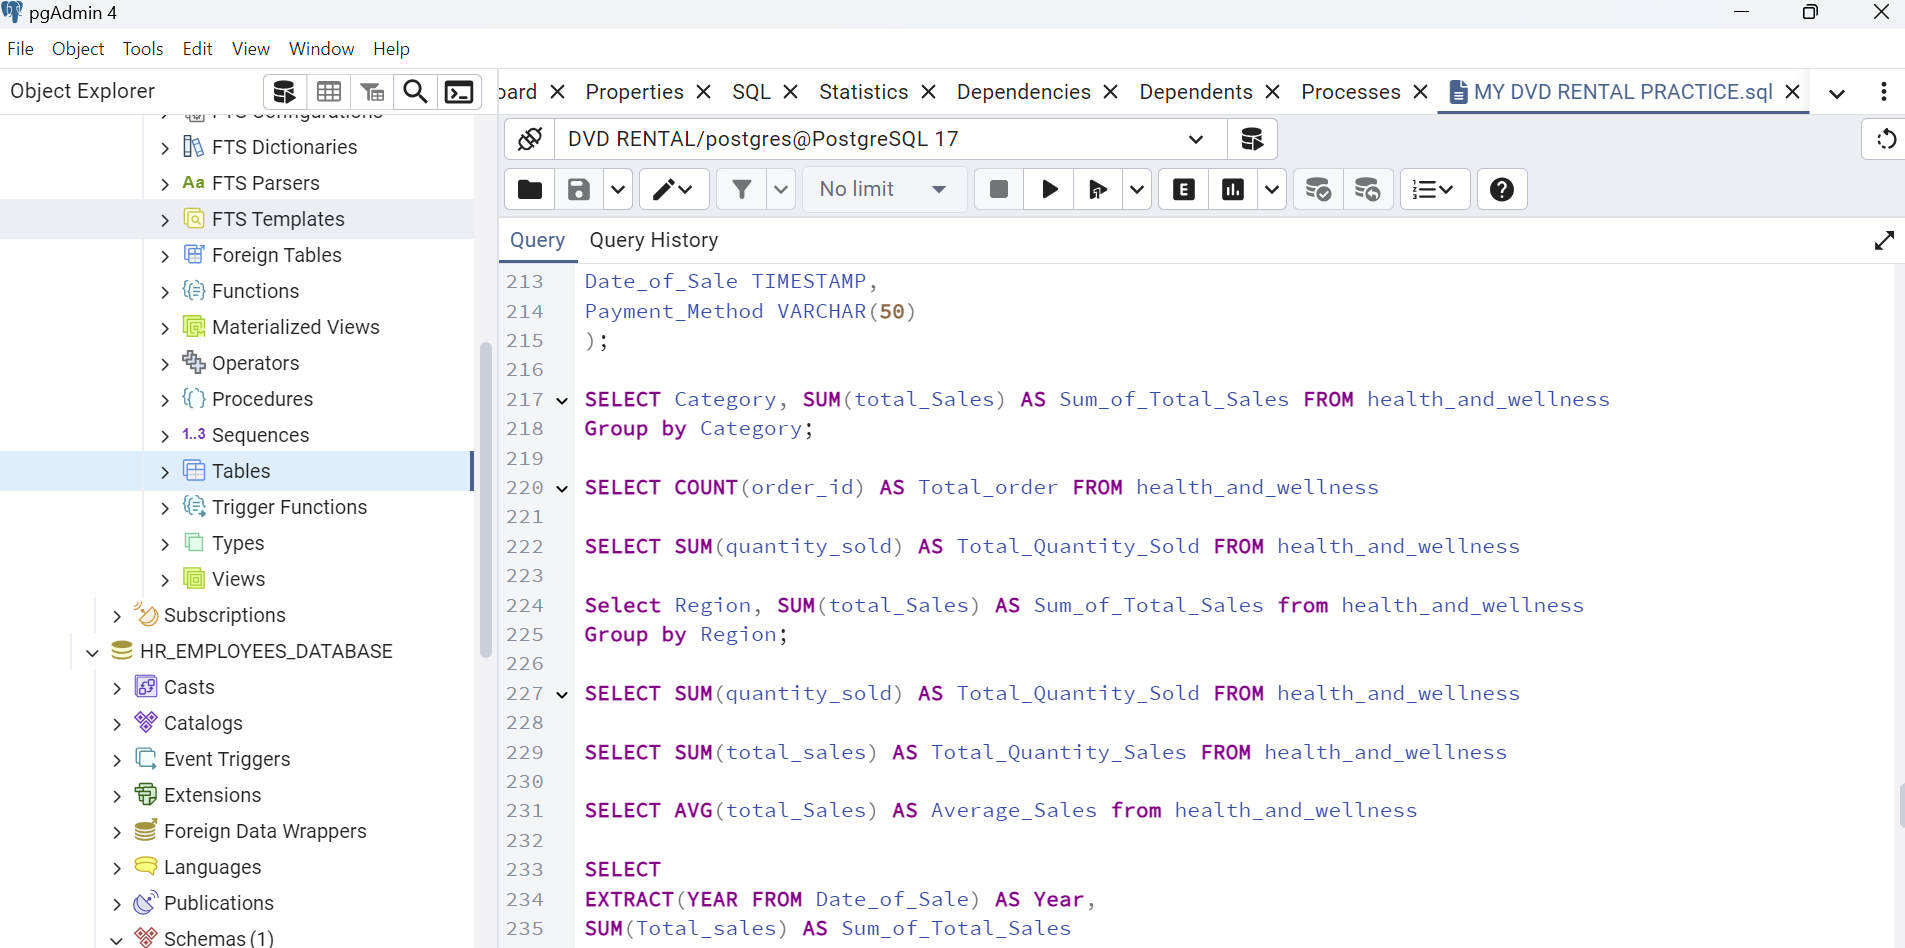 pgAdmin 4
File Object Tools Edit View Window Help
Object Explorer
oard Properties SQL Statistics Dependencies Dependents Processes MY DVD RENTAL PRACTICE.sql
DVD RENTAL/postgres@PostgreSQL 17
No limit
E
Query Query History
FTS Configurations
FTS Dictionaries
Aa FTS Parsers
FTS Templates
Foreign Tables
Functions
Materialized Views
Operators
Procedures
1..3 Sequences
Tables
Trigger Functions
Types
Views
Subscriptions
HR_EMPLOYEES_DATABASE
Casts
Catalogs
Event Triggers
Extensions
Foreign Data Wrappers
Languages
Publications
Schemas (1)
213 Date_of_Sale TIMESTAMP,
214 Payment_Method VARCHAR(50)
215 );
216
217 SELECT Category, SUM(total_Sales) AS Sum_of_Total_Sales FROM health_and_wellness
218 Group by Category;
219
220 SELECT COUNT(order_id) AS Total_order FROM health_and_wellness
221
222 SELECT SUM(quantity_sold) AS Total_Quantity_Sold FROM health_and_wellness
223
224 Select Region, SUM(total_Sales) AS Sum_of_Total_Sales from health_and_wellness
225 Group by Region;
226
227 SELECT SUM(quantity_sold) AS Total_Quantity_Sold FROM health_and_wellness
228
229 SELECT SUM(total_sales) AS Total_Quantity_Sales FROM health_and_wellness
230
231 SELECT AVG(total_Sales) AS Average_Sales from health_and_wellness
232
233 SELECT
234 EXTRACT(YEAR FROM Date_of_Sale) AS Year,
235 SUM(Total_sales) AS Sum_of_Total_Sales